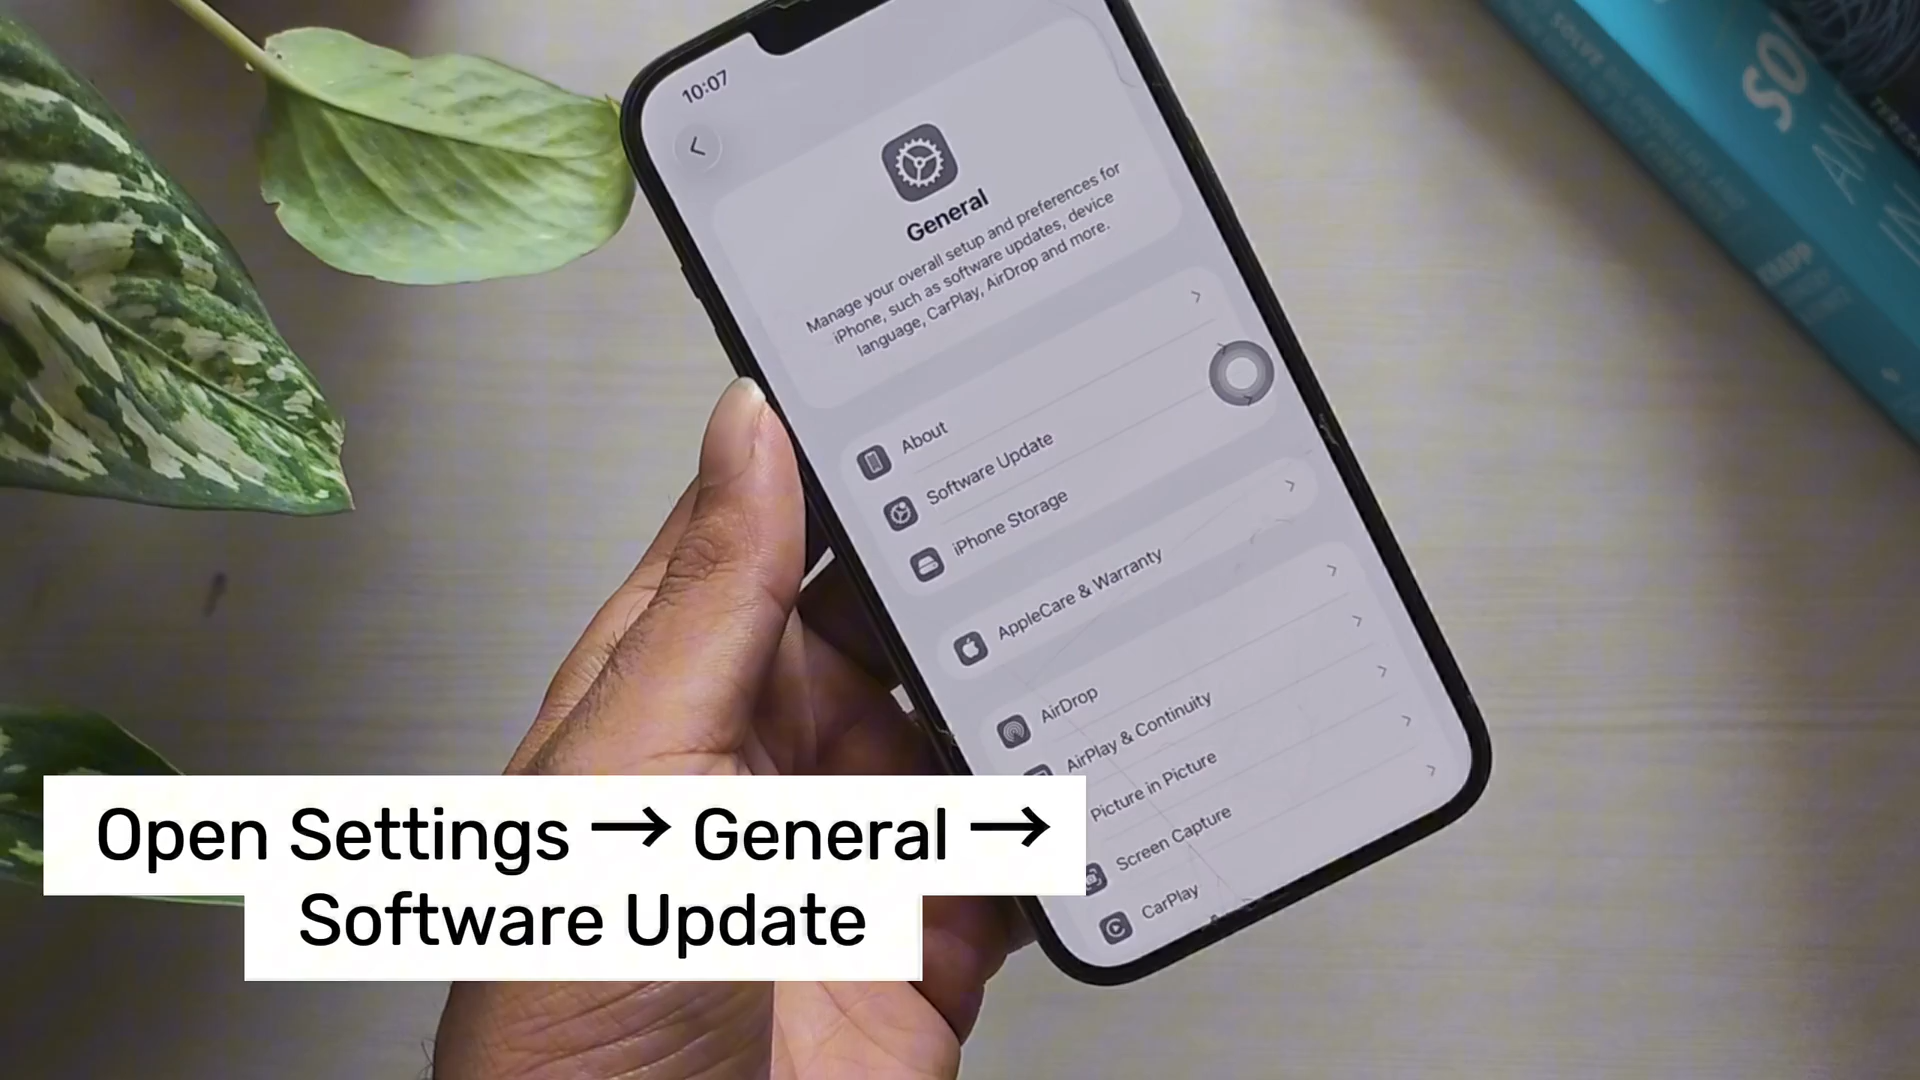 10:07
General
Manage your overall setup and preferences for
iPhone, such as software updates, device
language, CarPlay, AirDrop and more.
About
Software Update
iPhone Storage
AppleCare & Warranty
AirDrop
AirPlay & Continuity
Picture in Picture
Screen Capture
CarPlay
Open Settings → General →
Software Update